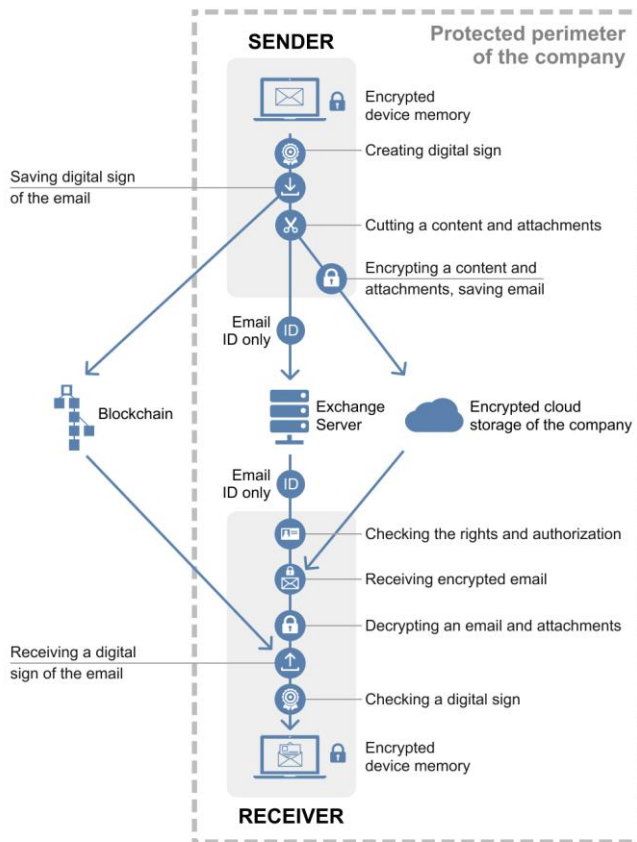 Protected perimeter
of the company
SENDER
Encrypted
device memory
Creating digital sign
Saving digital sign
of the email
Cutting a content and attachments
Encrypting a content and
attachments, saving email
Email
ID only
ID
Blockchain
Exchange
Server
Encrypted cloud
storage of the company
Email
ID only
ID
Checking the rights and authorization
Receiving encrypted email
Decrypting an email and attachments
Receiving a digital
sign of the email
Checking a digital sign
Encrypted
device memory
RECEIVER